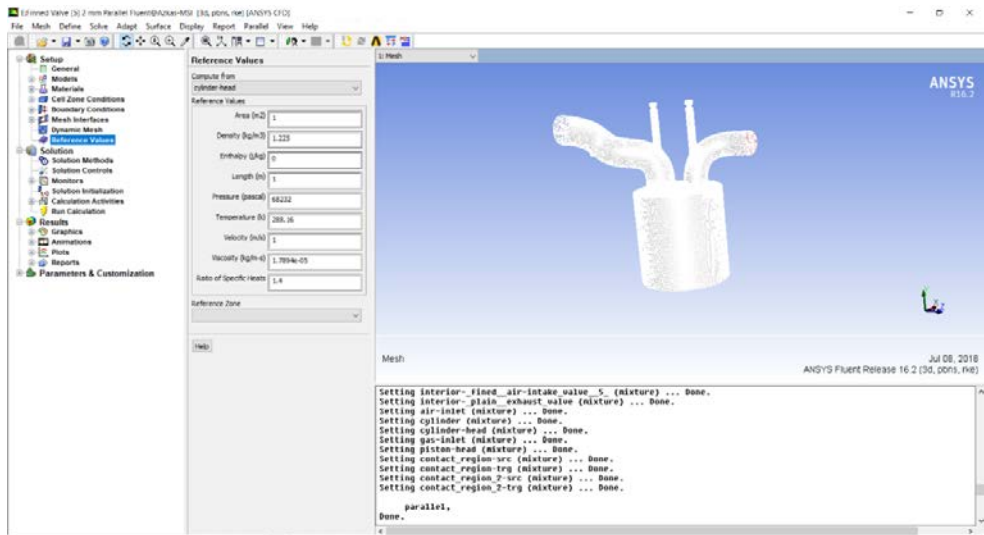 Finned Valve [5] 2 mm Parallel Fluent@Azkas-MSI [3d, pbns, rke] [ANSYS CFD]
File Mesh Define Solve Adapt Surface Display Report Parallel View Help
Setup
General
Models
Materials
Cell Zone Conditions
Boundary Conditions
Mesh Interfaces
Dynamic Mesh
Reference Values
Solution
Solution Methods
Solution Controls
Monitors
Solution Initialization
Calculation Activities
Run Calculation
Results
Graphics
Animations
Plots
Reports
Parameters & Customization
Reference Values
Compute from
cylinder-head
Reference Values
Area (m2) 1
Density (kg/m3) 1.225
Enthalpy (j/kg) 0
Length (m) 1
Pressure (pascal) 68232
Temperature (k) 288.16
Velocity (m/s) 1
Viscosity (kg/m-s) 1.7894e-05
Ratio of Specific Heats 1.4
Reference Zone
Help
1: Mesh
ANSYS
R16.2
Mesh
Jul 08, 2018
ANSYS Fluent Release 16.2 (3d, pbns, rke)
Setting interior-_fined__air-intake_valve__5_ (mixture) ... Done.
Setting interior-_plain__exhaust_valve (mixture) ... Done.
Setting air-inlet (mixture) ... Done.
Setting cylinder (mixture) ... Done.
Setting cylinder-head (mixture) ... Done.
Setting gas-inlet (mixture) ... Done.
Setting piston-head (mixture) ... Done.
Setting contact_region-src (mixture) ... Done.
Setting contact_region-trg (mixture) ... Done.
Setting contact_region_2-src (mixture) ... Done.
Setting contact_region_2-trg (mixture) ... Done.
parallel,
Done.